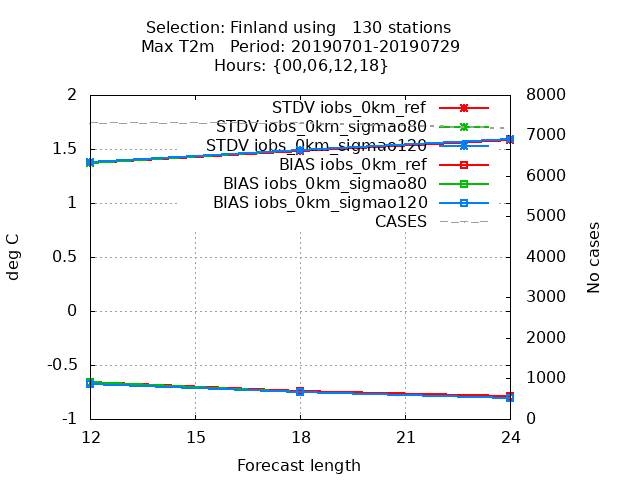 Selection: Finland using   130 stations
Max T2m   Period: 20190701-20190729
Hours: {00,06,12,18}
2
1.5
1
0.5
0
-0.5
-1
8000
7000
6000
5000
4000
3000
2000
1000
0
STDV iobs_0km_ref
STDV iobs_0km_sigmao80
STDV iobs_0km_sigmao120
BIAS iobs_0km_ref
BIAS iobs_0km_sigmao80
BIAS iobs_0km_sigmao120
CASES
deg C
No cases
12
15
18
21
24
Forecast length